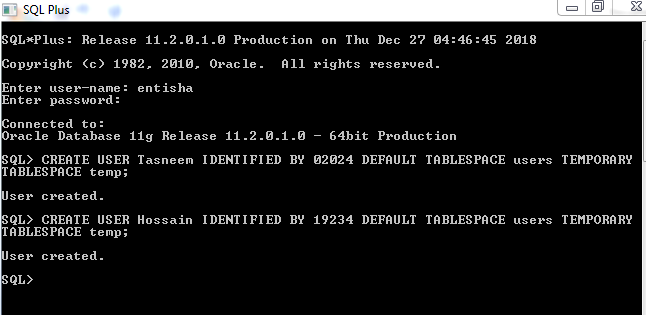 SQL Plus
SQL*Plus: Release 11.2.0.1.0 Production on Thu Dec 27 04:46:45 2018
Copyright (c) 1982, 2010, Oracle.  All rights reserved.
Enter user-name: entisha
Enter password:
Connected to:
Oracle Database 11g Release 11.2.0.1.0 - 64bit Production
SQL> CREATE USER Tasneem IDENTIFIED BY 02024 DEFAULT TABLESPACE users TEMPORARY
TABLESPACE temp;
User created.
SQL> CREATE USER Hossain IDENTIFIED BY 19234 DEFAULT TABLESPACE users TEMPORARY
TABLESPACE temp;
User created.
SQL>